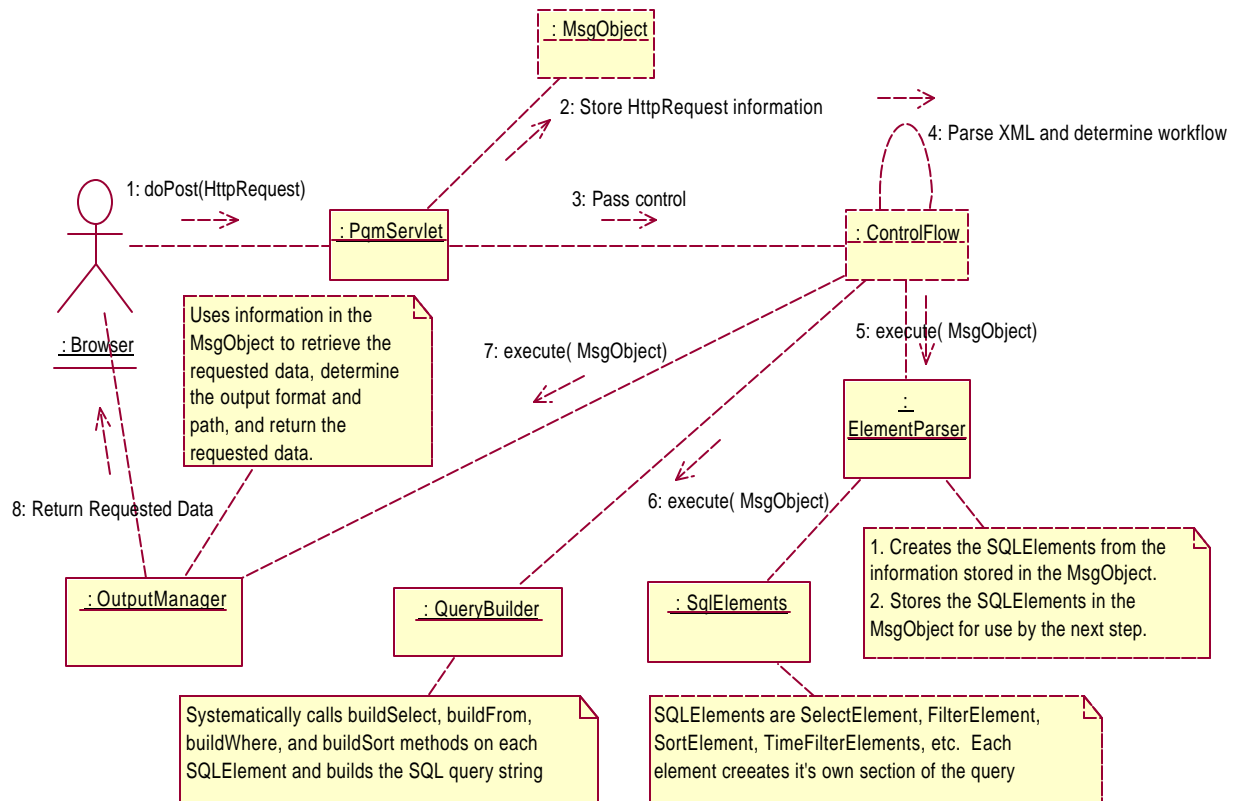 : MsgObject
2: Store HttpRequest information
4: Parse XML and determine workflow
1: doPost(HttpRequest)
3: Pass control
: PqmServlet
: ControlFlow
: Browser
Uses information in the
MsgObject to retrieve the
requested data, determine
the output format and
path, and return the
requested data.
7: execute( MsgObject)
5: execute( MsgObject)
:
ElementParser
8: Return Requested Data
6: execute( MsgObject)
1. Creates the SQLElements from the
information stored in the MsgObject.
2. Stores the SQLElements in the
MsgObject for use by the next step.
: OutputManager
: QueryBuilder
: SqlElements
Systematically calls buildSelect, buildFrom,
buildWhere, and buildSort methods on each
SQLElement and builds the SQL query string
SQLElements are SelectElement, FilterElement,
SortElement, TimeFilterElements, etc.  Each
element creeates it's own section of the query